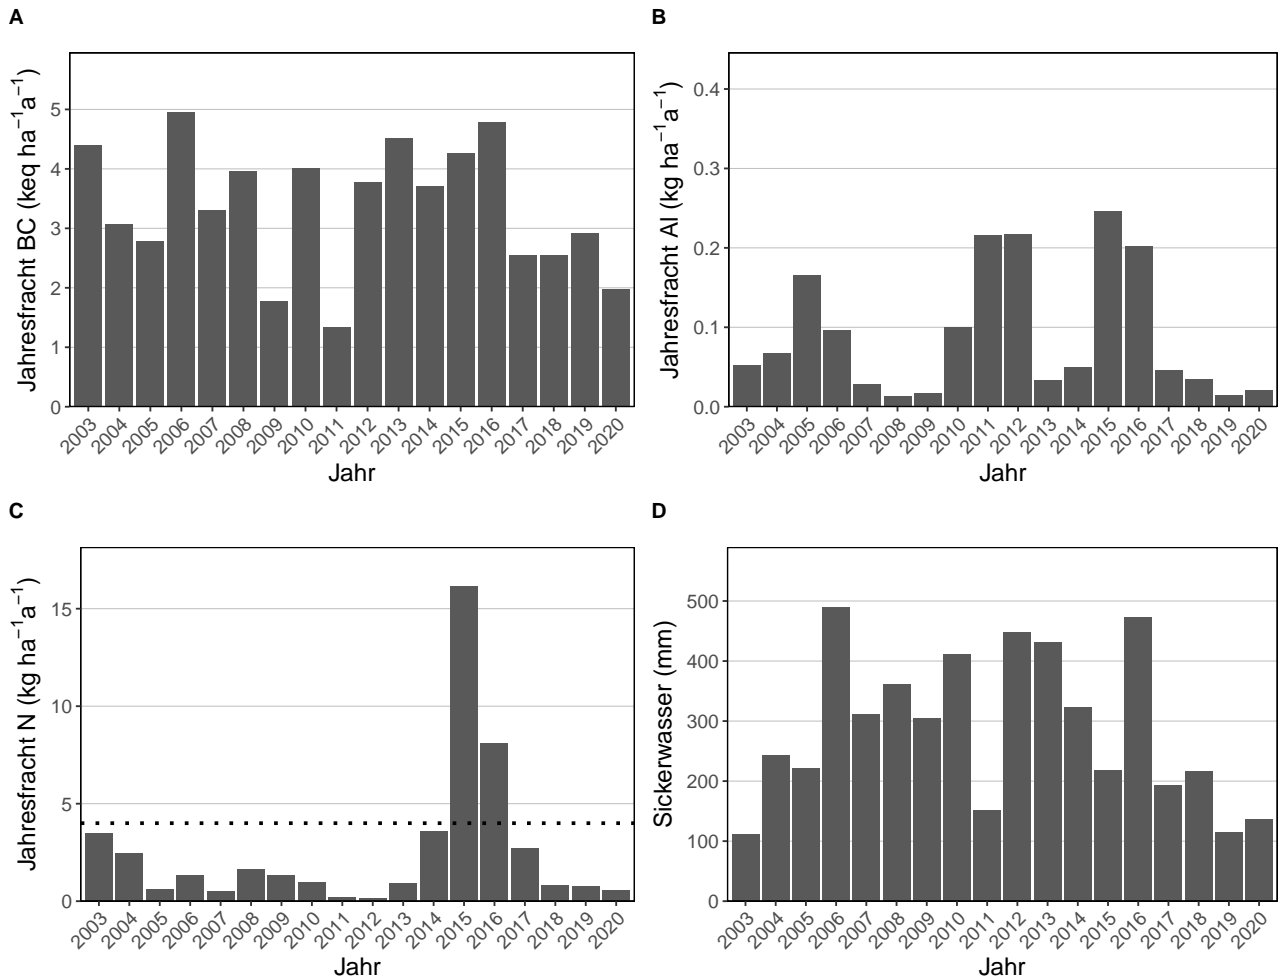 A
Jahresfracht BC (keq ha⁻¹a⁻¹)
5
4
3
2
1
0
2003 2004 2005 2006 2007 2008 2009 2010 2011 2012 2013 2014 2015 2016 2017 2018 2019 2020
Jahr
B
Jahresfracht Al (kg ha⁻¹a⁻¹)
0.4
0.3
0.2
0.1
0.0
2003 2004 2005 2006 2007 2008 2009 2010 2011 2012 2013 2014 2015 2016 2017 2018 2019 2020
Jahr
C
Jahresfracht N (kg ha⁻¹a⁻¹)
15
10
5
0
2003 2004 2005 2006 2007 2008 2009 2010 2011 2012 2013 2014 2015 2016 2017 2018 2019 2020
Jahr
D
Sickerwasser (mm)
500
400
300
200
100
0
2003 2004 2005 2006 2007 2008 2009 2010 2011 2012 2013 2014 2015 2016 2017 2018 2019 2020
Jahr